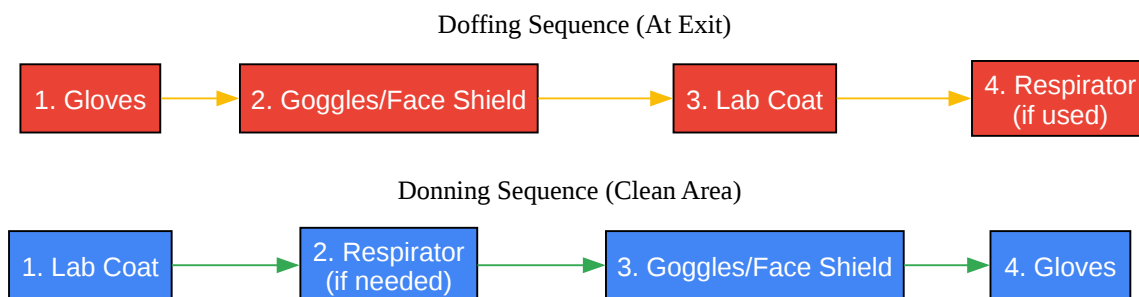 Doffing Sequence (At Exit)
1. Gloves
2. Goggles/Face Shield
3. Lab Coat
4. Respirator
(if used)
Donning Sequence (Clean Area)
1. Lab Coat
2. Respirator
(if needed)
3. Goggles/Face Shield
4. Gloves